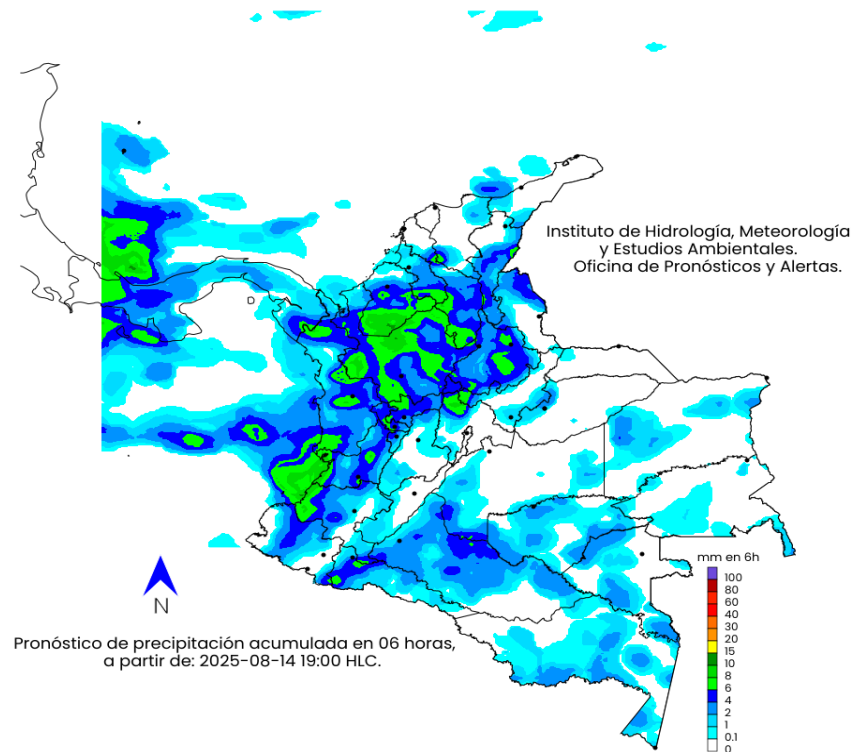 Instituto de Hidrología, Meteorología
y Estudios Ambientales.
Oficina de Pronósticos y Alertas.
mm en 6h
100
80
60
40
30
20
15
10
8
6
4
2
1
0.1
0
N
Pronóstico de precipitación acumulada en 06 horas,
a partir de: 2025-08-14 19:00 HLC.